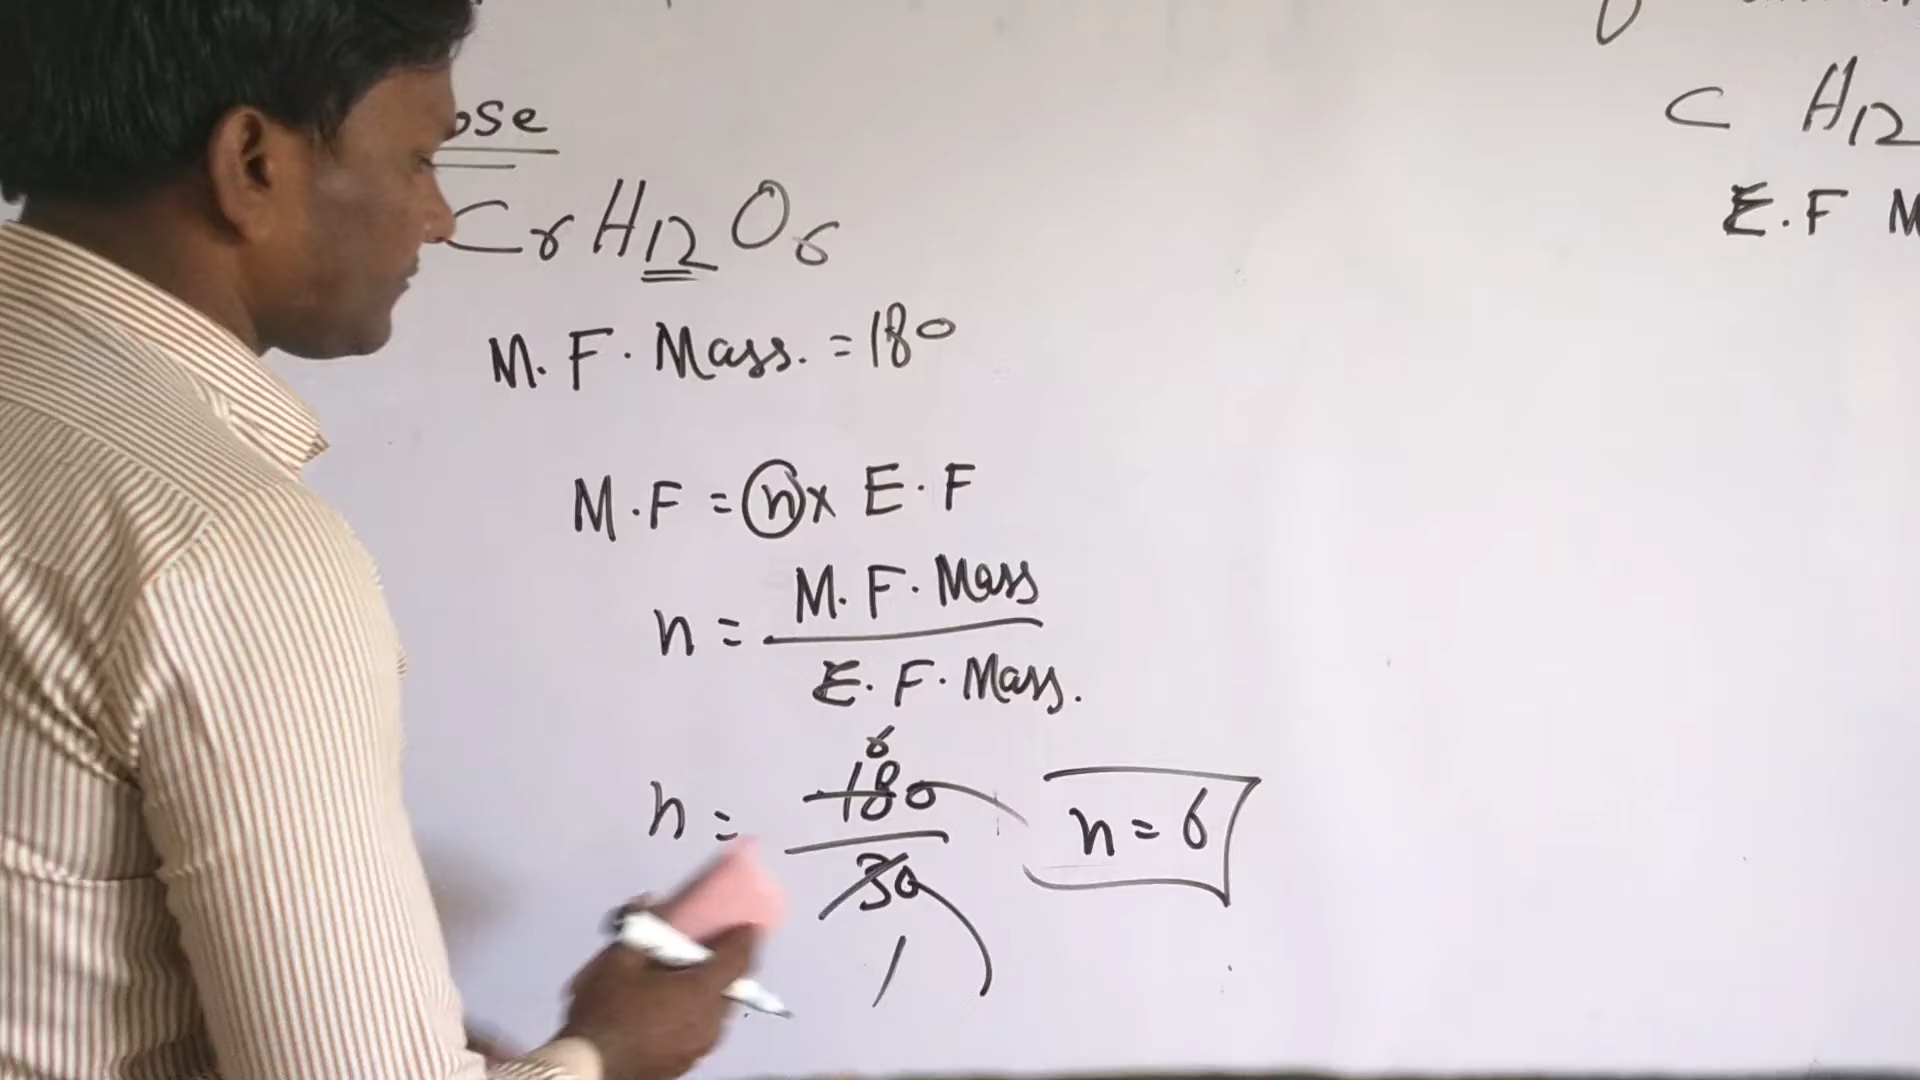 ose
C6H12O6
M.F.Mass. = 180
M.F = n x E.F
n = M.F.Mass / E.F.Mass.
n = 180 / 30
6
1
n = 6
C H12
E.F M